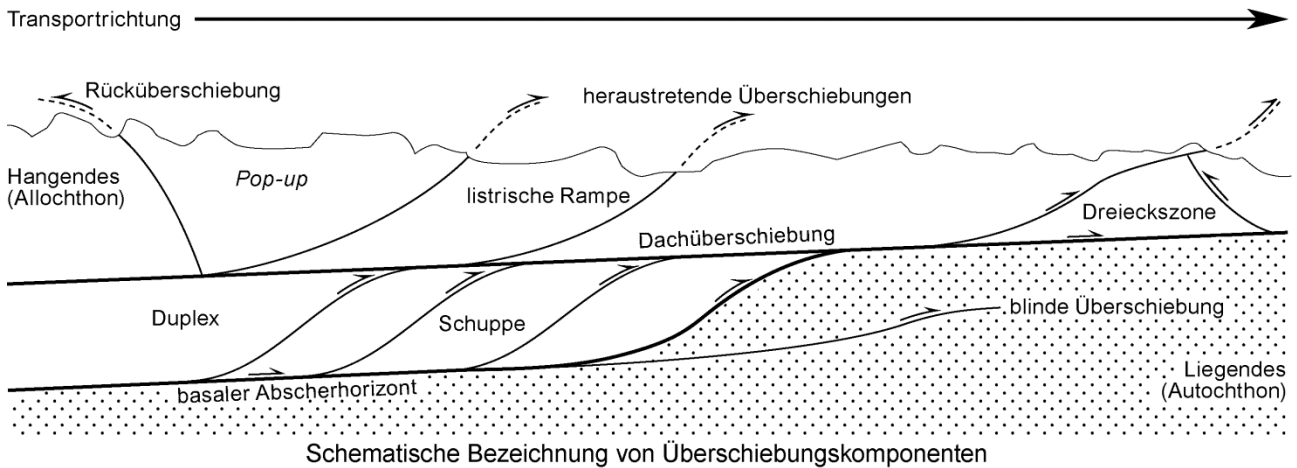 Transportrichtung
Rücküberschiebung
heraustretende Überschiebungen
Hangendes
(Allochthon)
Pop-up
listrische Rampe
Dreieckszone
Dachüberschiebung
Duplex
Schuppe
blinde Überschiebung
basaler Abscherhorizont
Liegendes
(Autochthon)
Schematische Bezeichnung von Überschiebungskomponenten